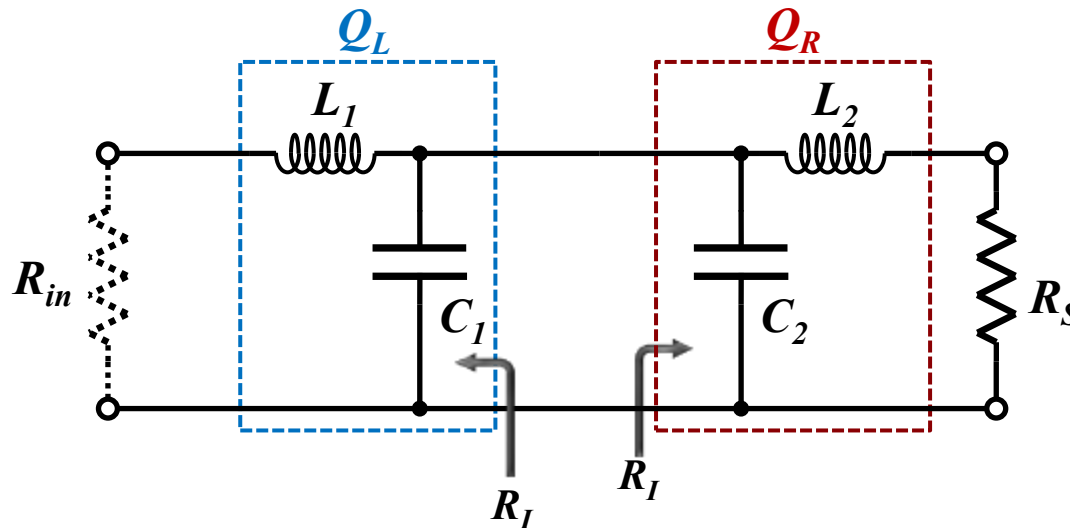 Q_L
Q_R
L_1
L_2
R_in
C_1
C_2
R_S
R_I
R_I